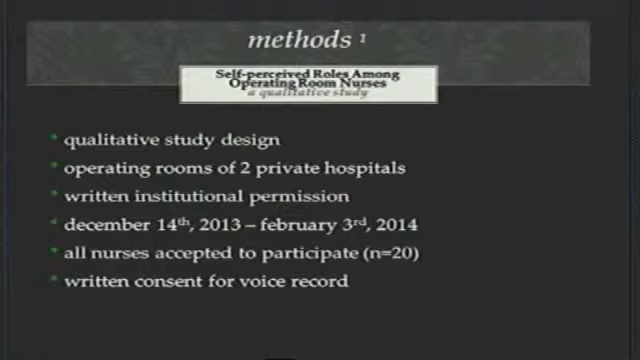 methods ¹
Self-perceived Roles Among
Operating Room Nurses
a qualitative study
* qualitative study design
* operating rooms of 2 private hospitals
* written institutional permission
* december 14th, 2013 – february 3rd, 2014
* all nurses accepted to participate (n=20)
* written consent for voice record